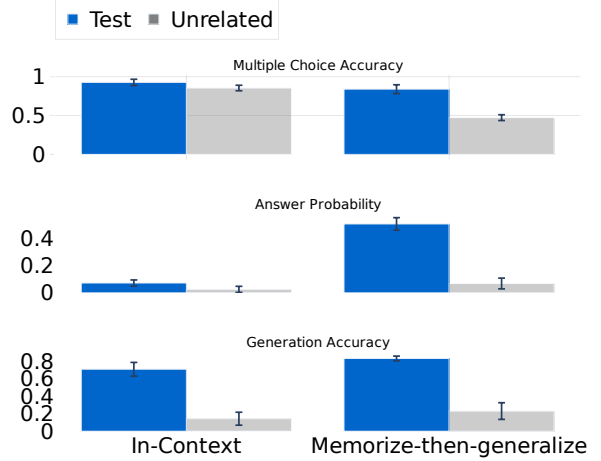 Test Unrelated
Multiple Choice Accuracy
1
0.5
0
Answer Probability
0.4
0.2
0
Generation Accuracy
0.8
0.6
0.4
0.2
0
In-Context Memorize-then-generalize